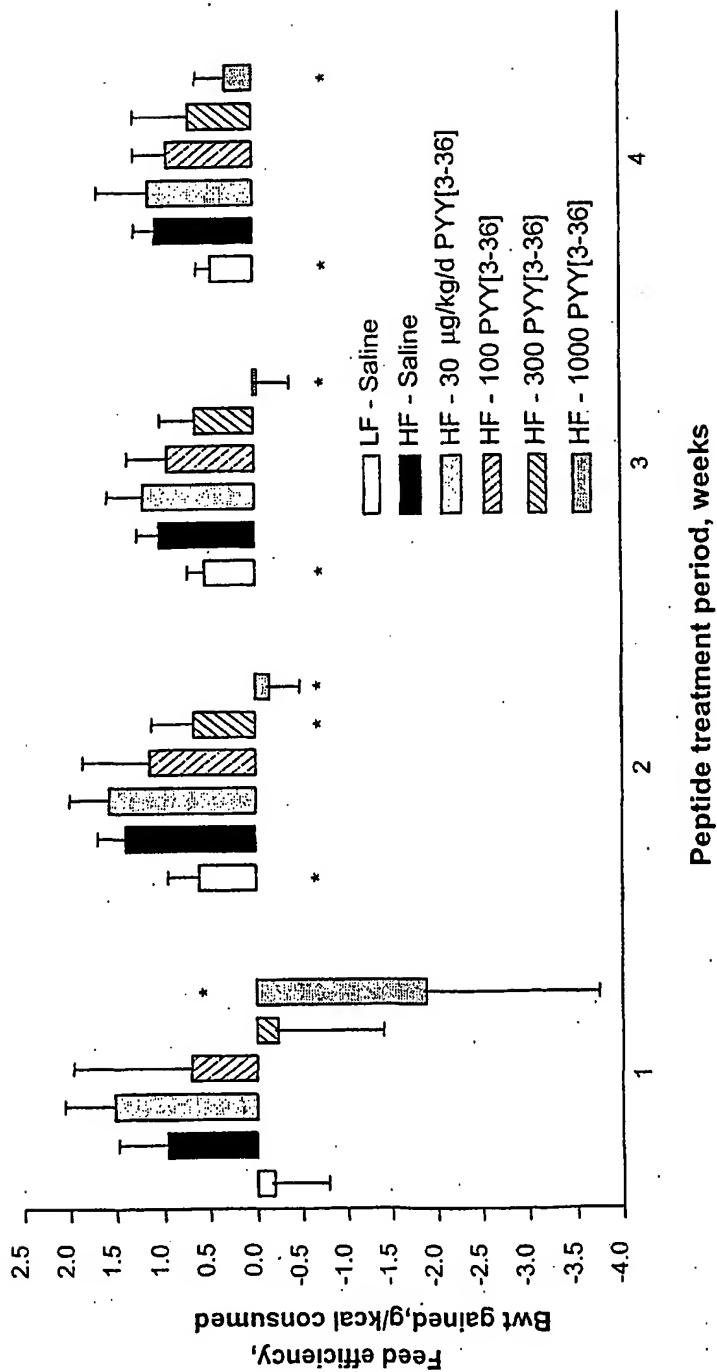 Feed efficiency,
Bwt gained,g/kcal consumed
2.5
2.0
1.5
1.0
0.5
0.0
-0.5
-1.0
-1.5
-2.0
-2.5
-3.0
-3.5
-4.0
*
* * *
* *
* *
1
2
3
4
LF - Saline
HF - Saline
HF - 30 µg/kg/d PYY[3-36]
HF - 100 PYY[3-36]
HF - 300 PYY[3-36]
HF - 1000 PYY[3-36]
Peptide treatment period, weeks